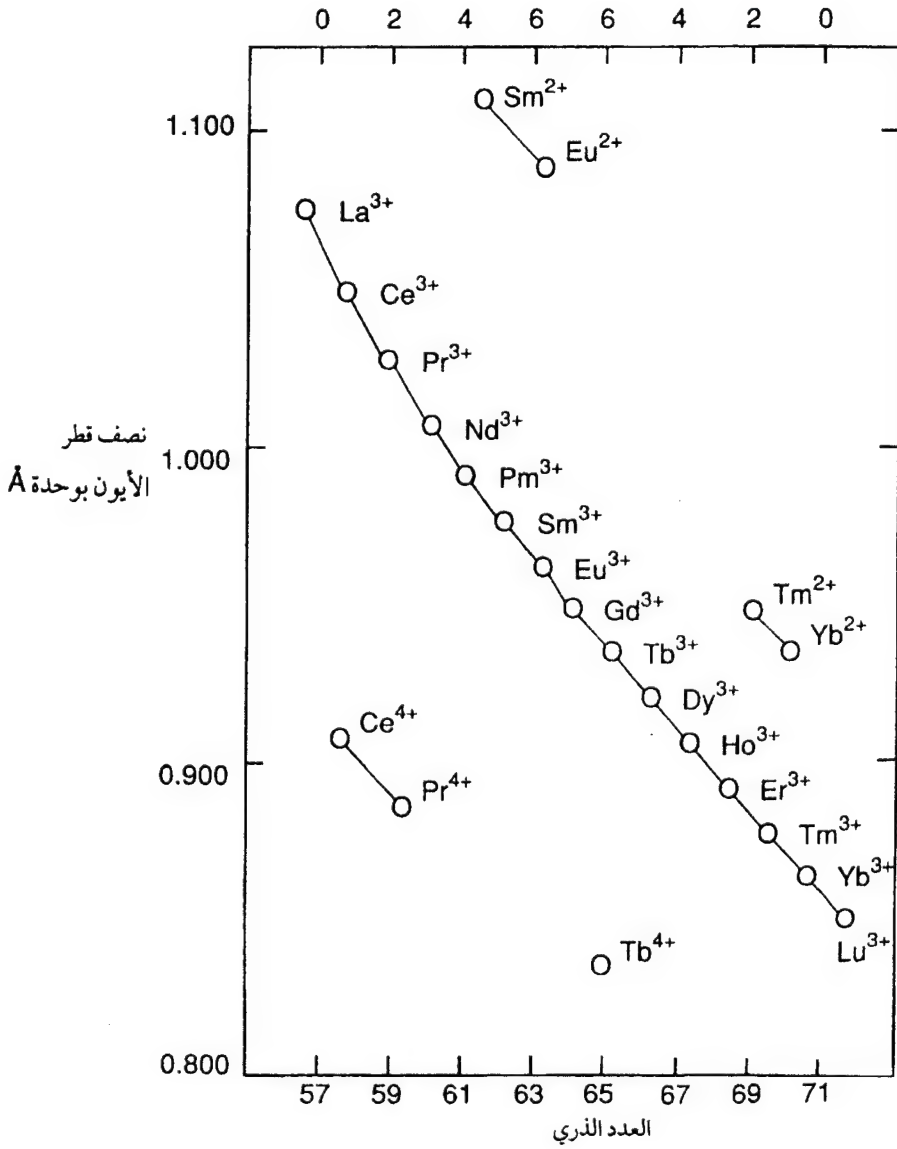 0 2 4 6 6 4 2 0
Sm²⁺
1.100
Eu²⁺
La³⁺
Ce³⁺
Pr³⁺
نصف قطر
Nd³⁺
1.000
الأيون بوحدة Å
Pm³⁺
Sm³⁺
Eu³⁺
Tm²⁺
Gd³⁺
Yb²⁺
Tb³⁺
Dy³⁺
Ce⁴⁺
Ho³⁺
0.900
Pr⁴⁺
Er³⁺
Tm³⁺
Yb³⁺
Tb⁴⁺
Lu³⁺
0.800
57 59 61 63 65 67 69 71
العدد الذري